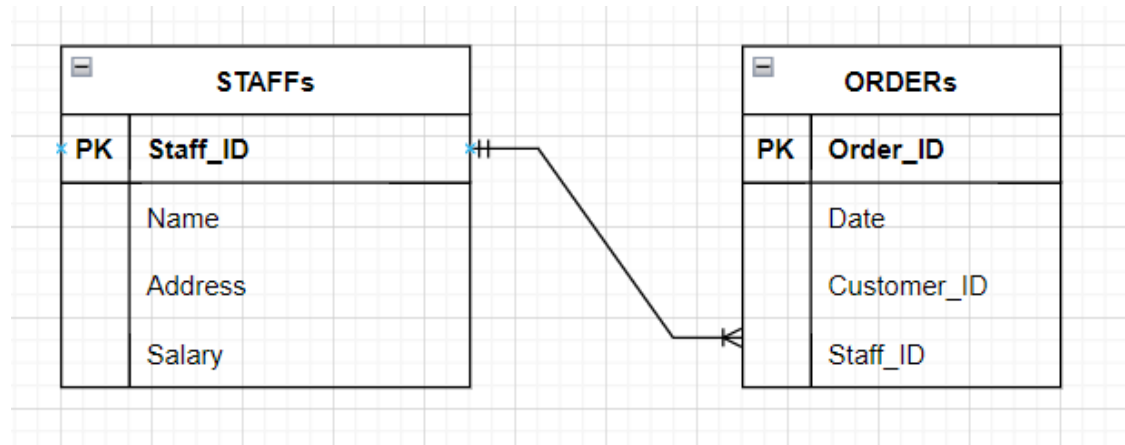 STAFFs
PK Staff_ID
Name
Address
Salary
ORDERs
PK Order_ID
Date
Customer_ID
Staff_ID